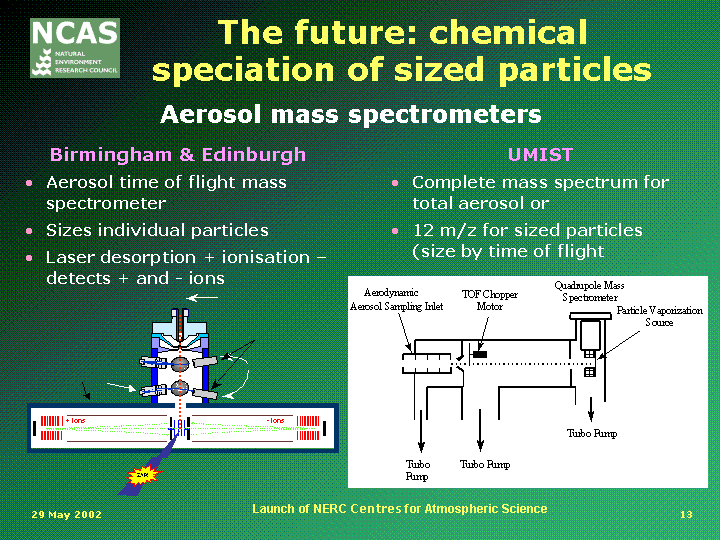 NCAS
NATURAL
ENVIRONMENT
RESEARCH COUNCIL
The future: chemical
speciation of sized particles
Aerosol mass spectrometers
Birmingham & Edinburgh
• Aerosol time of flight mass
spectrometer
• Sizes individual particles
• Laser desorption + ionisation –
detects + and - ions
UMIST
• Complete mass spectrum for
total aerosol or
• 12 m/z for sized particles
(size by time of flight
+ ions
- ions
Aerodynamic
Aerosol Sampling Inlet
TOF Chopper
Motor
Quadrupole Mass
Spectrometer
Particle Vaporization
Source
Turbo Pump
Turbo
Pump
Turbo Pump
29 May 2002
Launch of NERC Centres for Atmospheric Science
13